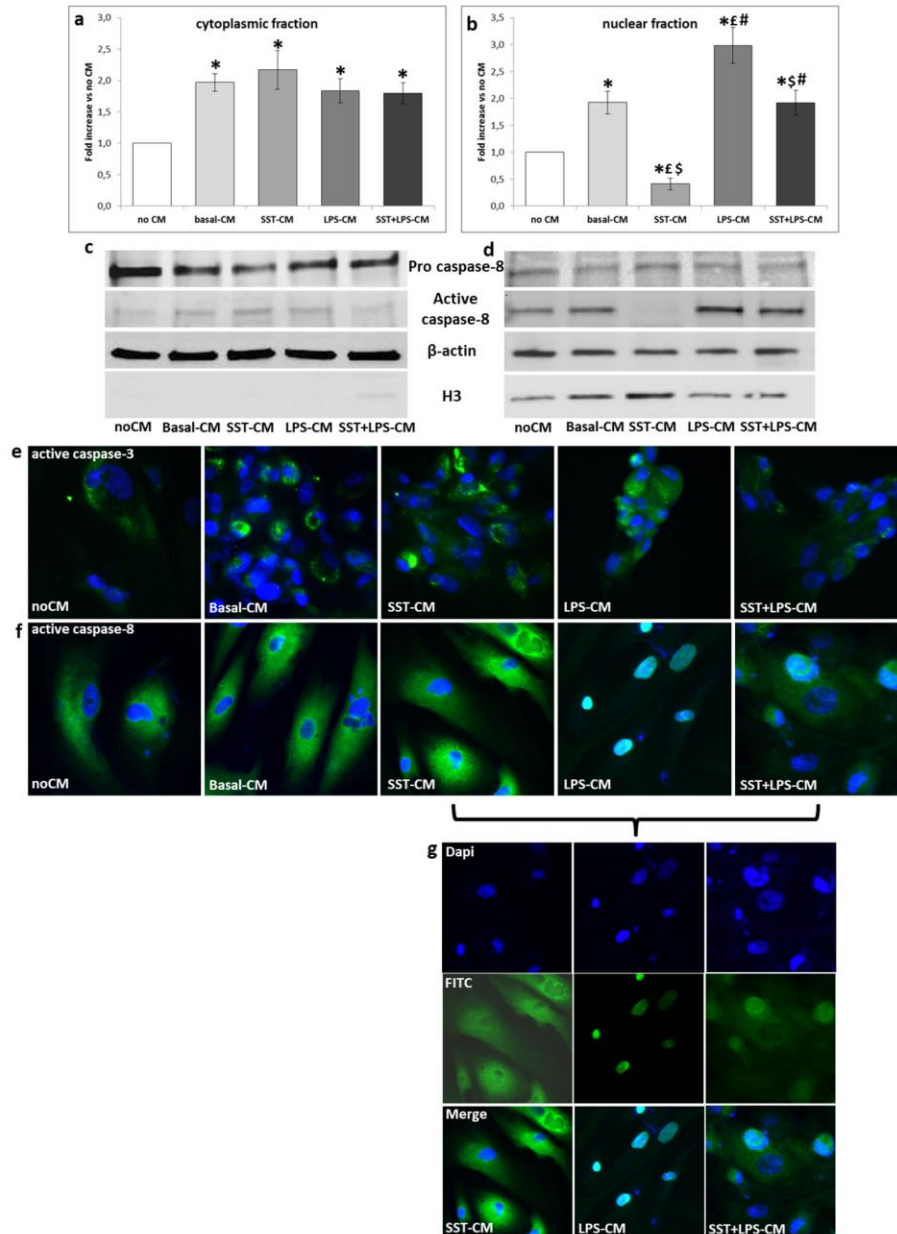 a
cytoplasmic fraction
Fold increase vs no CM
3,0
2,5
2,0
1,5
1,0
0,5
0,0
*
*
*
*
no CM
basal-CM
SST-CM
LPS-CM
SST+LPS-CM
b
nuclear fraction
Fold increase vs no CM
3,5
3,0
2,5
2,0
1,5
1,0
0,5
0,0
*
*£$
*£#
*$#
no CM
basal-CM
SST-CM
LPS-CM
SST+LPS-CM
c
d
Pro caspase-8
Active
caspase-8
β-actin
H3
noCM Basal-CM SST-CM LPS-CM SST+LPS-CM
noCM Basal-CM SST-CM LPS-CM SST+LPS-CM
e
active caspase-3
noCM
Basal-CM
SST-CM
LPS-CM
SST+LPS-CM
f
active caspase-8
noCM
Basal-CM
SST-CM
LPS-CM
SST+LPS-CM
g
Dapi
FITC
Merge
SST-CM
LPS-CM
SST+LPS-CM